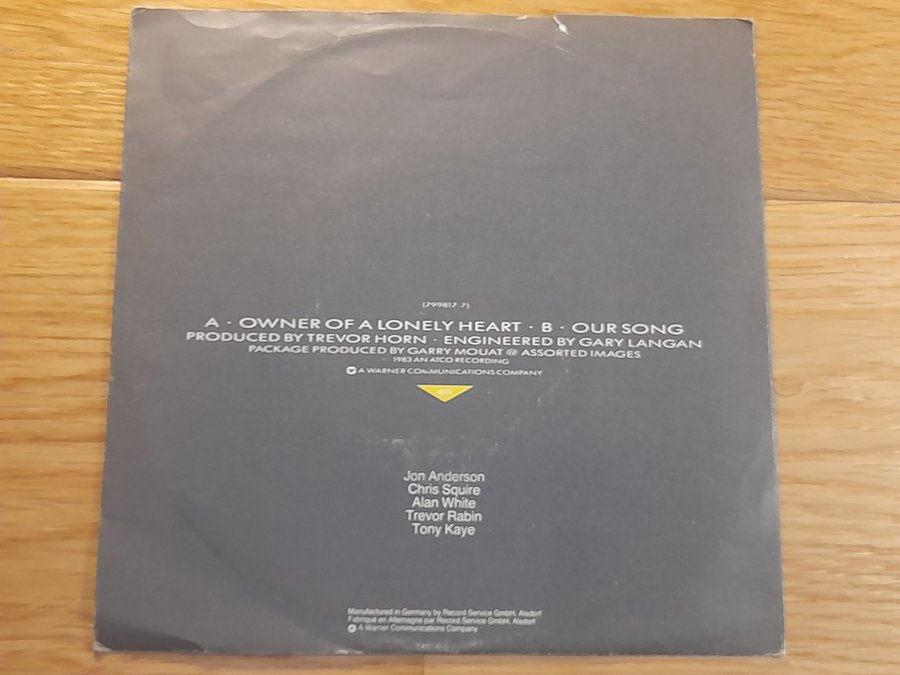 (799817-7)
A · OWNER OF A LONELY HEART · B · OUR SONG
PRODUCED BY TREVOR HORN · ENGINEERED BY GARY LANGAN
PACKAGE PRODUCED BY GARRY MOUAT @ ASSORTED IMAGES
1983 AN ATCO RECORDING
A WARNER COMMUNICATIONS COMPANY
Jon Anderson
Chris Squire
Alan White
Trevor Rabin
Tony Kaye
Manufactured in Germany by Record Service GmbH, Alsdorf
Fabriqué en Allemagne par Record Service GmbH, Alsdorf
A Warner Communications Company